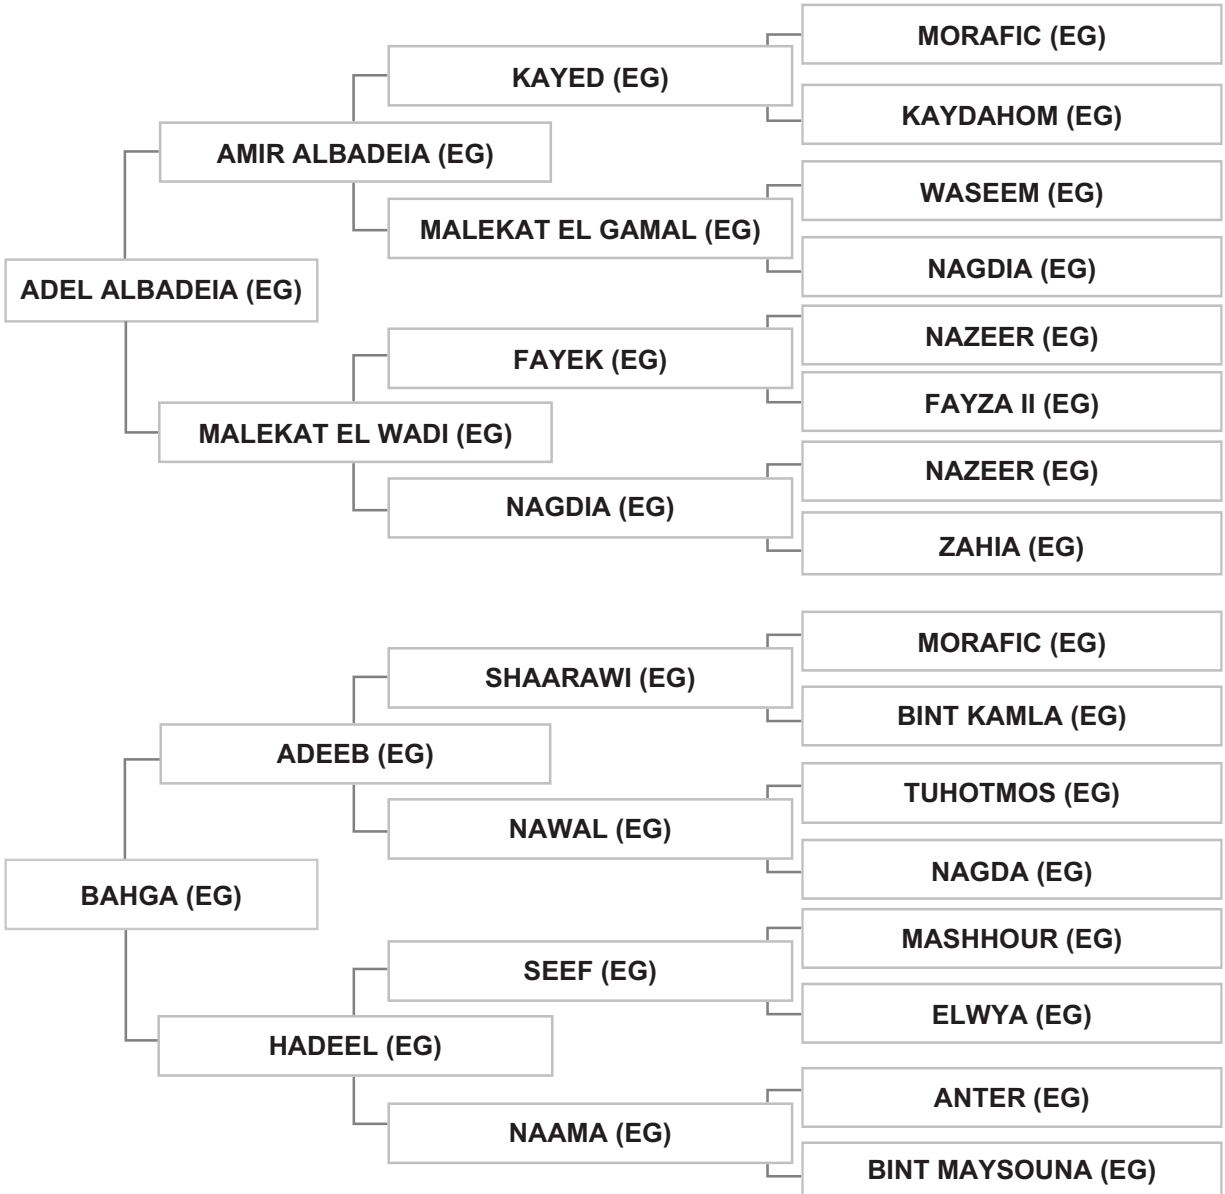 MORAFIC (EG)
KAYED (EG)
KAYDAHOM (EG)
AMIR ALBADEIA (EG)
WASEEM (EG)
MALEKAT EL GAMAL (EG)
NAGDIA (EG)
ADEL ALBADEIA (EG)
NAZEER (EG)
FAYEK (EG)
FAYZA II (EG)
MALEKAT EL WADI (EG)
NAZEER (EG)
NAGDIA (EG)
ZAHIA (EG)
MORAFIC (EG)
SHAARAWI (EG)
BINT KAMLA (EG)
ADEEB (EG)
TUHOTMOS (EG)
NAWAL (EG)
NAGDA (EG)
BAHGA (EG)
MASHHOUR (EG)
SEEF (EG)
ELWYA (EG)
HADEEL (EG)
ANTER (EG)
NAAMA (EG)
BINT MAYSOUNA (EG)